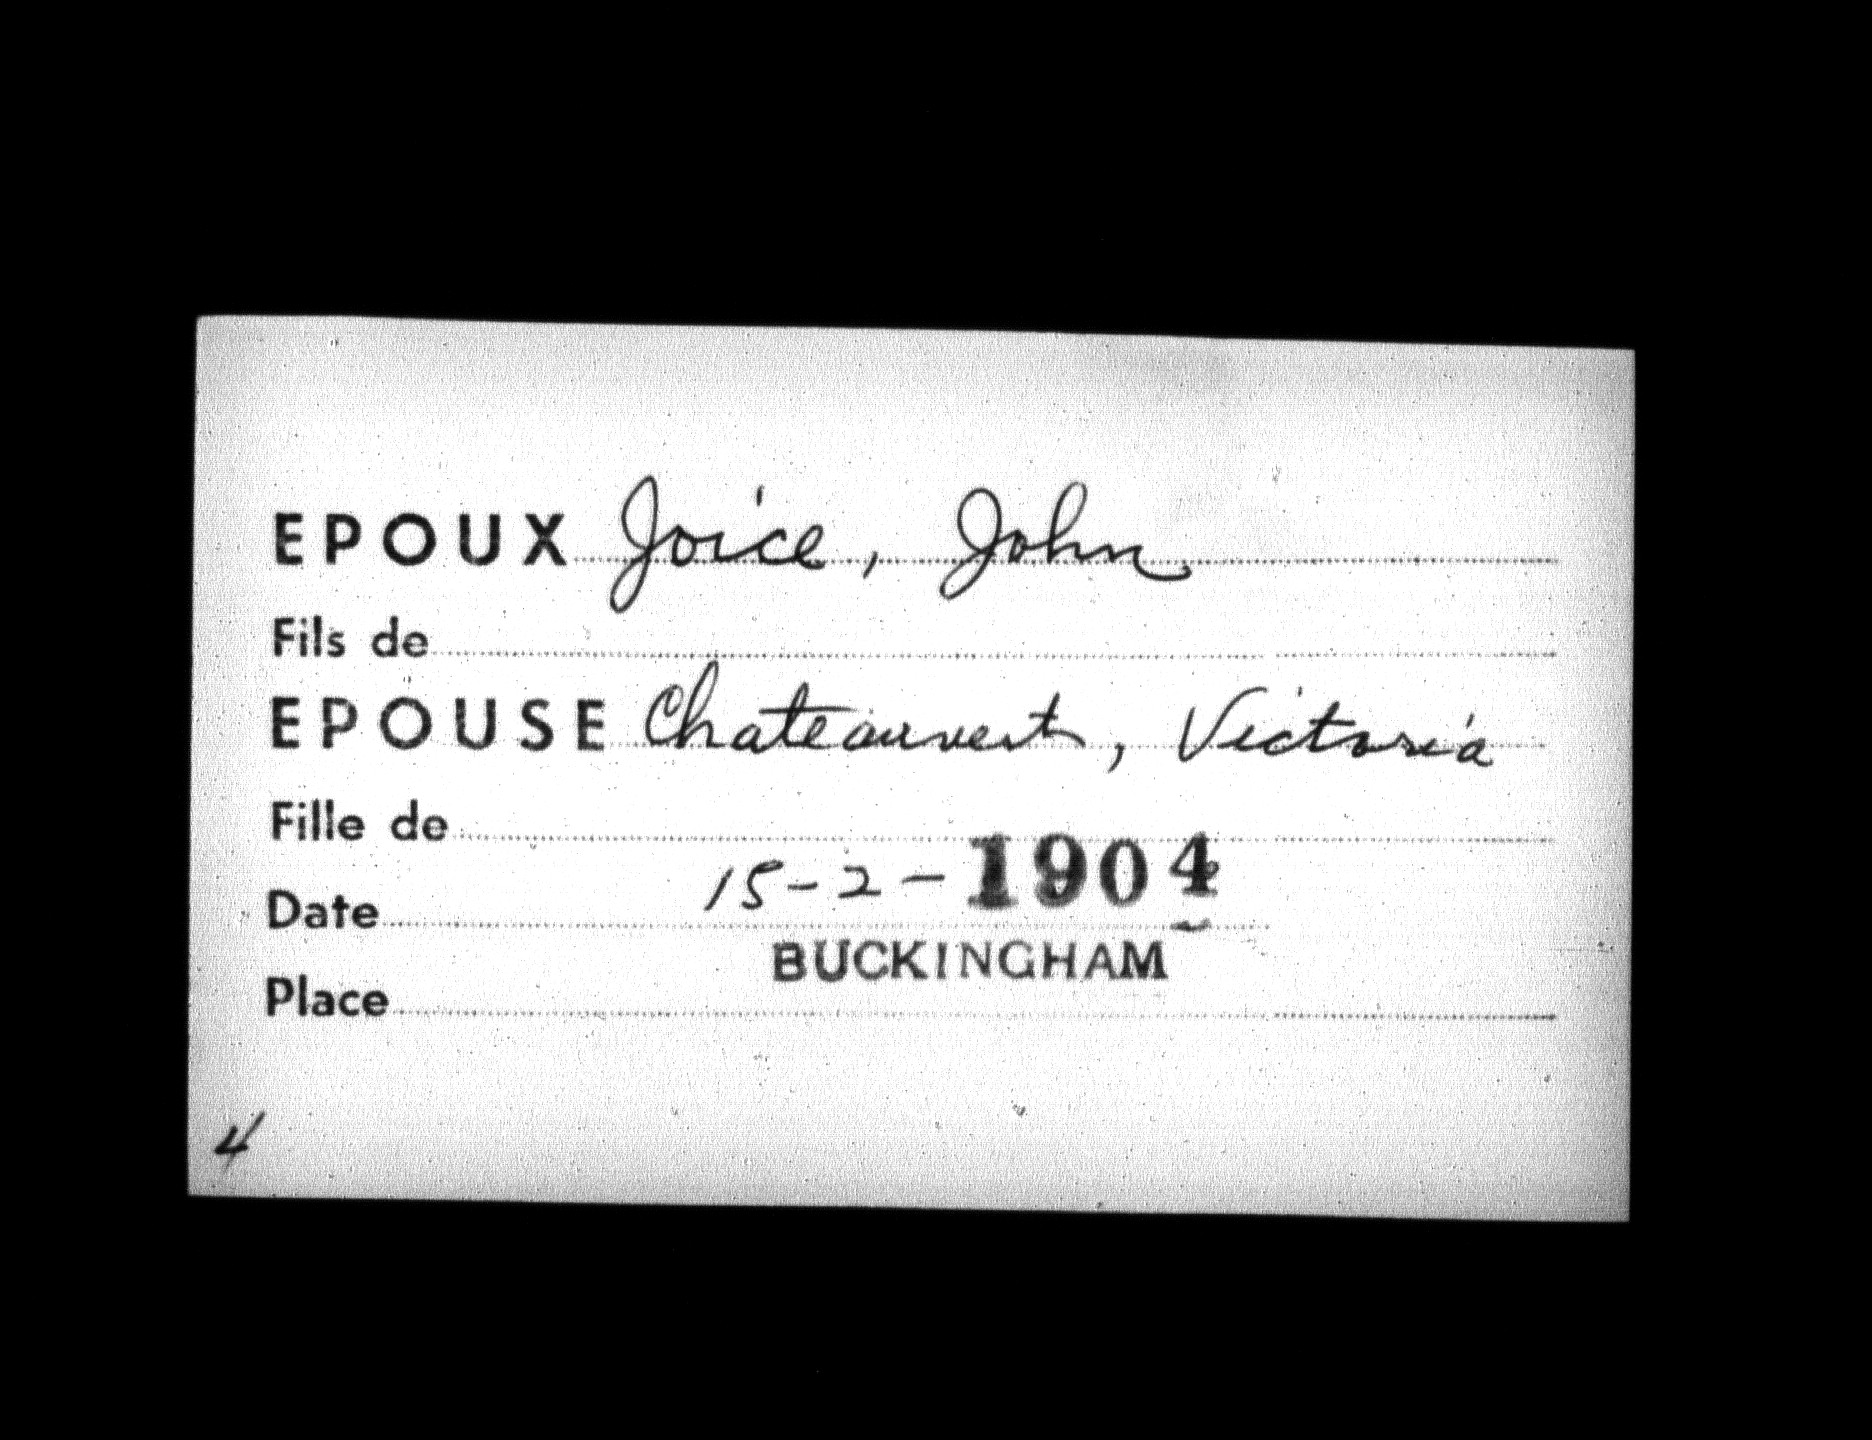 EPOUX Joice, John
Fils de
EPOUSE Chateauvert, Victoria
Fille de
Date 15-2-1904
BUCKINGHAM
Place
4